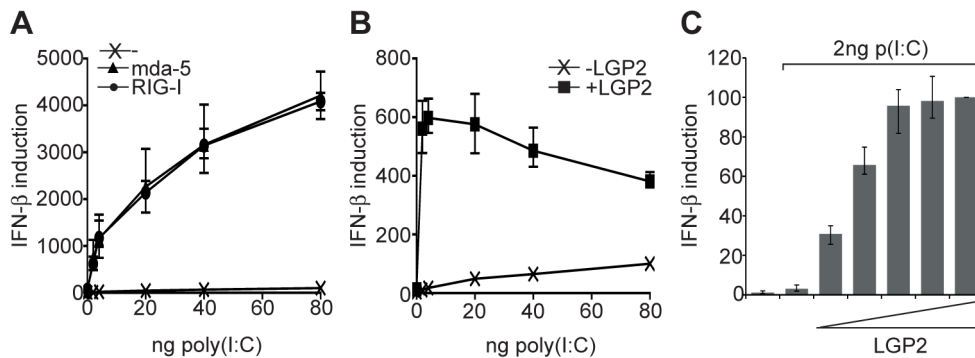 A
-
mda-5
RIG-I
5000
4000
3000
2000
1000
0
IFN-β induction
0 20 40 60 80
ng poly(I:C)
B
-LGP2
+LGP2
800
600
400
200
0
IFN-β induction
0 20 40 60 80
ng poly(I:C)
C
2ng p(I:C)
120
100
80
60
40
20
0
IFN-β induction
LGP2